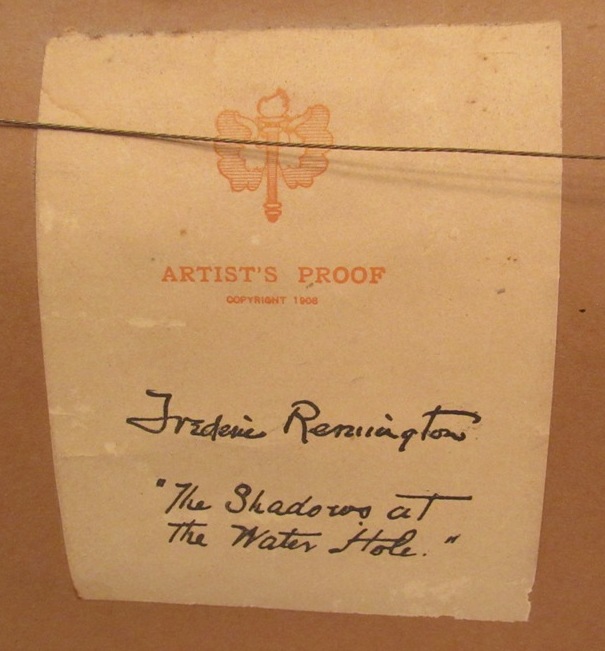 ARTIST'S PROOF
COPYRIGHT 1908
Frederic Remington
"The Shadows at
the Water Hole."